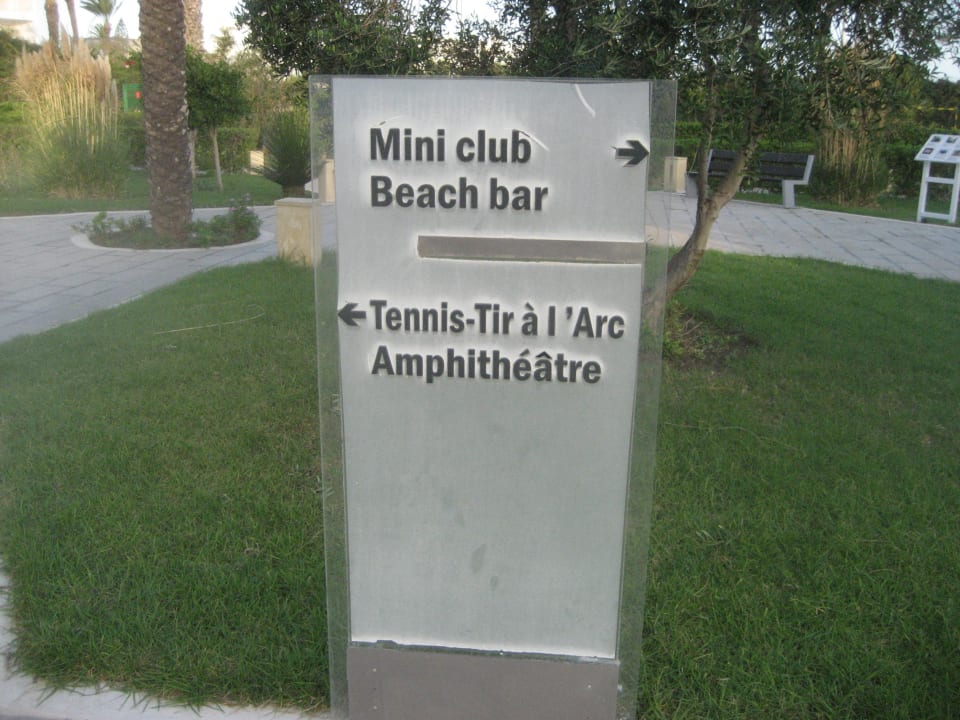 Mini club →
Beach bar
← Tennis-Tir à l 'Arc
Amphithéâtre